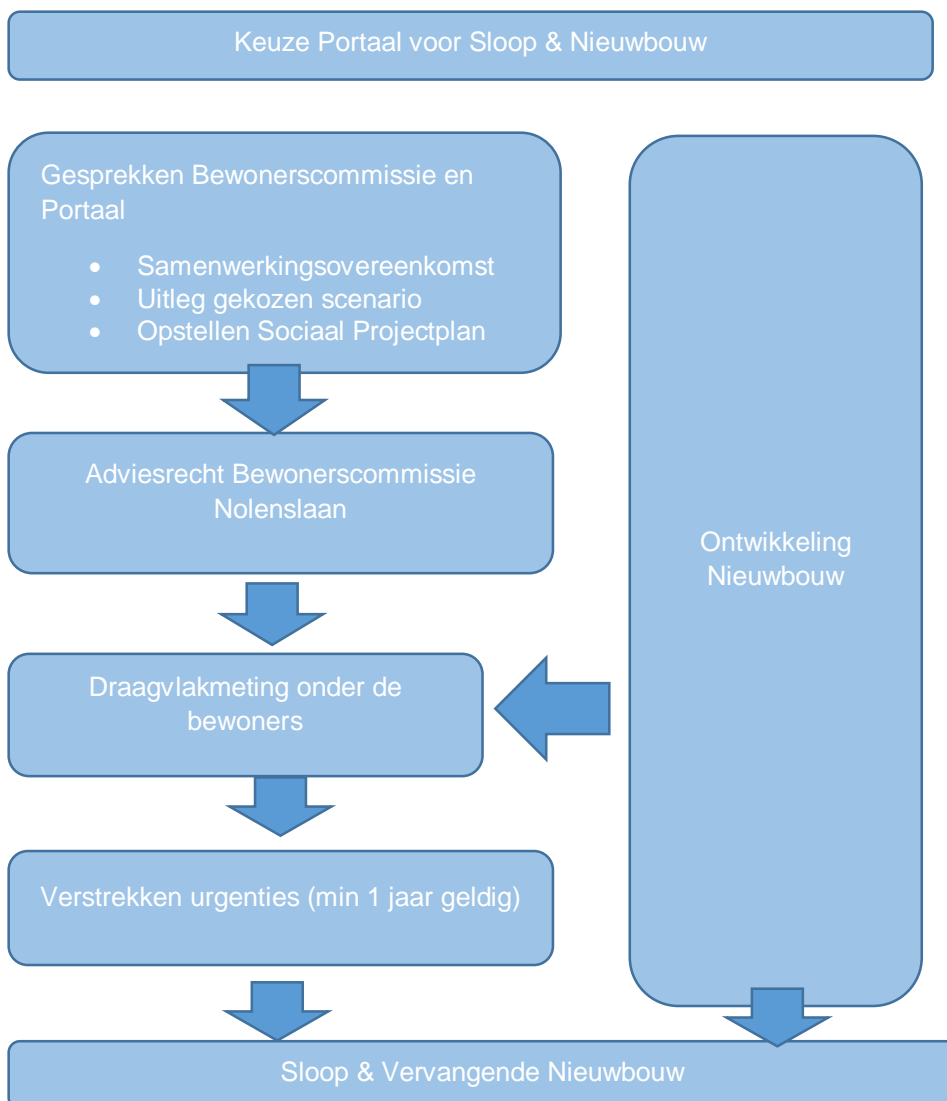 Keuze Portaal voor Sloop & Nieuwbouw
Gesprekken Bewonerscommissie en
Portaal
• Samenwerkingsovereenkomst
• Uitleg gekozen scenario
• Opstellen Sociaal Projectplan
Adviesrecht Bewonerscommissie
Nolenslaan
Ontwikkeling
Nieuwbouw
Draagvlakmeting onder de
bewoners
Verstrekken urgenties (min 1 jaar geldig)
Sloop & Vervangende Nieuwbouw